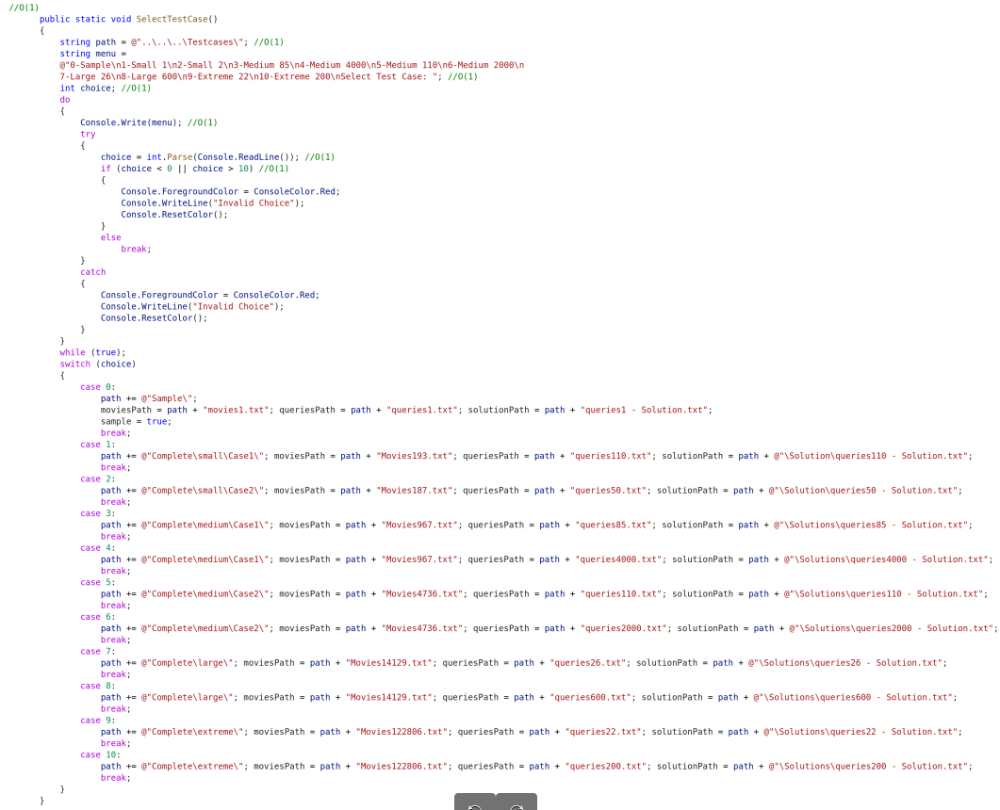 //O(1)
public static void SelectTestCase()
{
string path = @"..\..\..\Testcases\"; //O(1)
string menu =
@"0-Sample\n1-Small 1\n2-Small 2\n3-Medium 85\n4-Medium 4000\n5-Medium 110\n6-Medium 2000\n
7-Large 26\n8-Large 600\n9-Extreme 22\n10-Extreme 200\nSelect Test Case: "; //O(1)
int choice; //O(1)
do
{
Console.Write(menu); //O(1)
try
{
choice = int.Parse(Console.ReadLine()); //O(1)
if (choice < 0 || choice > 10) //O(1)
{
Console.ForegroundColor = ConsoleColor.Red;
Console.WriteLine("Invalid Choice");
Console.ResetColor();
}
else
break;
}
catch
{
Console.ForegroundColor = ConsoleColor.Red;
Console.WriteLine("Invalid Choice");
Console.ResetColor();
}
}
while (true);
switch (choice)
{
case 0:
path += @"Sample\";
moviesPath = path + "movies1.txt"; queriesPath = path + "queries1.txt"; solutionPath = path + "queries1 - Solution.txt";
sample = true;
break;
case 1:
path += @"Complete\small\Case1\"; moviesPath = path + "Movies193.txt"; queriesPath = path + "queries110.txt"; solutionPath = path + @"\Solution\queries110 - Solution.txt";
break;
case 2:
path += @"Complete\small\Case2\"; moviesPath = path + "Movies187.txt"; queriesPath = path + "queries50.txt"; solutionPath = path + @"\Solution\queries50 - Solution.txt";
break;
case 3:
path += @"Complete\medium\Case1\"; moviesPath = path + "Movies967.txt"; queriesPath = path + "queries85.txt"; solutionPath = path + @"\Solutions\queries85 - Solution.txt";
break;
case 4:
path += @"Complete\medium\Case1\"; moviesPath = path + "Movies967.txt"; queriesPath = path + "queries4000.txt"; solutionPath = path + @"\Solutions\queries4000 - Solution.txt";
break;
case 5:
path += @"Complete\medium\Case2\"; moviesPath = path + "Movies4736.txt"; queriesPath = path + "queries110.txt"; solutionPath = path + @"\Solutions\queries110 - Solution.txt";
break;
case 6:
path += @"Complete\medium\Case2\"; moviesPath = path + "Movies4736.txt"; queriesPath = path + "queries2000.txt"; solutionPath = path + @"\Solutions\queries2000 - Solution.txt";
break;
case 7:
path += @"Complete\large\"; moviesPath = path + "Movies14129.txt"; queriesPath = path + "queries26.txt"; solutionPath = path + @"\Solutions\queries26 - Solution.txt";
break;
case 8:
path += @"Complete\large\"; moviesPath = path + "Movies14129.txt"; queriesPath = path + "queries600.txt"; solutionPath = path + @"\Solutions\queries600 - Solution.txt";
break;
case 9:
path += @"Complete\extreme\"; moviesPath = path + "Movies122806.txt"; queriesPath = path + "queries22.txt"; solutionPath = path + @"\Solutions\queries22 - Solution.txt";
break;
case 10:
path += @"Complete\extreme\"; moviesPath = path + "Movies122806.txt"; queriesPath = path + "queries200.txt"; solutionPath = path + @"\Solutions\queries200 - Solution.txt";
break;
}
}